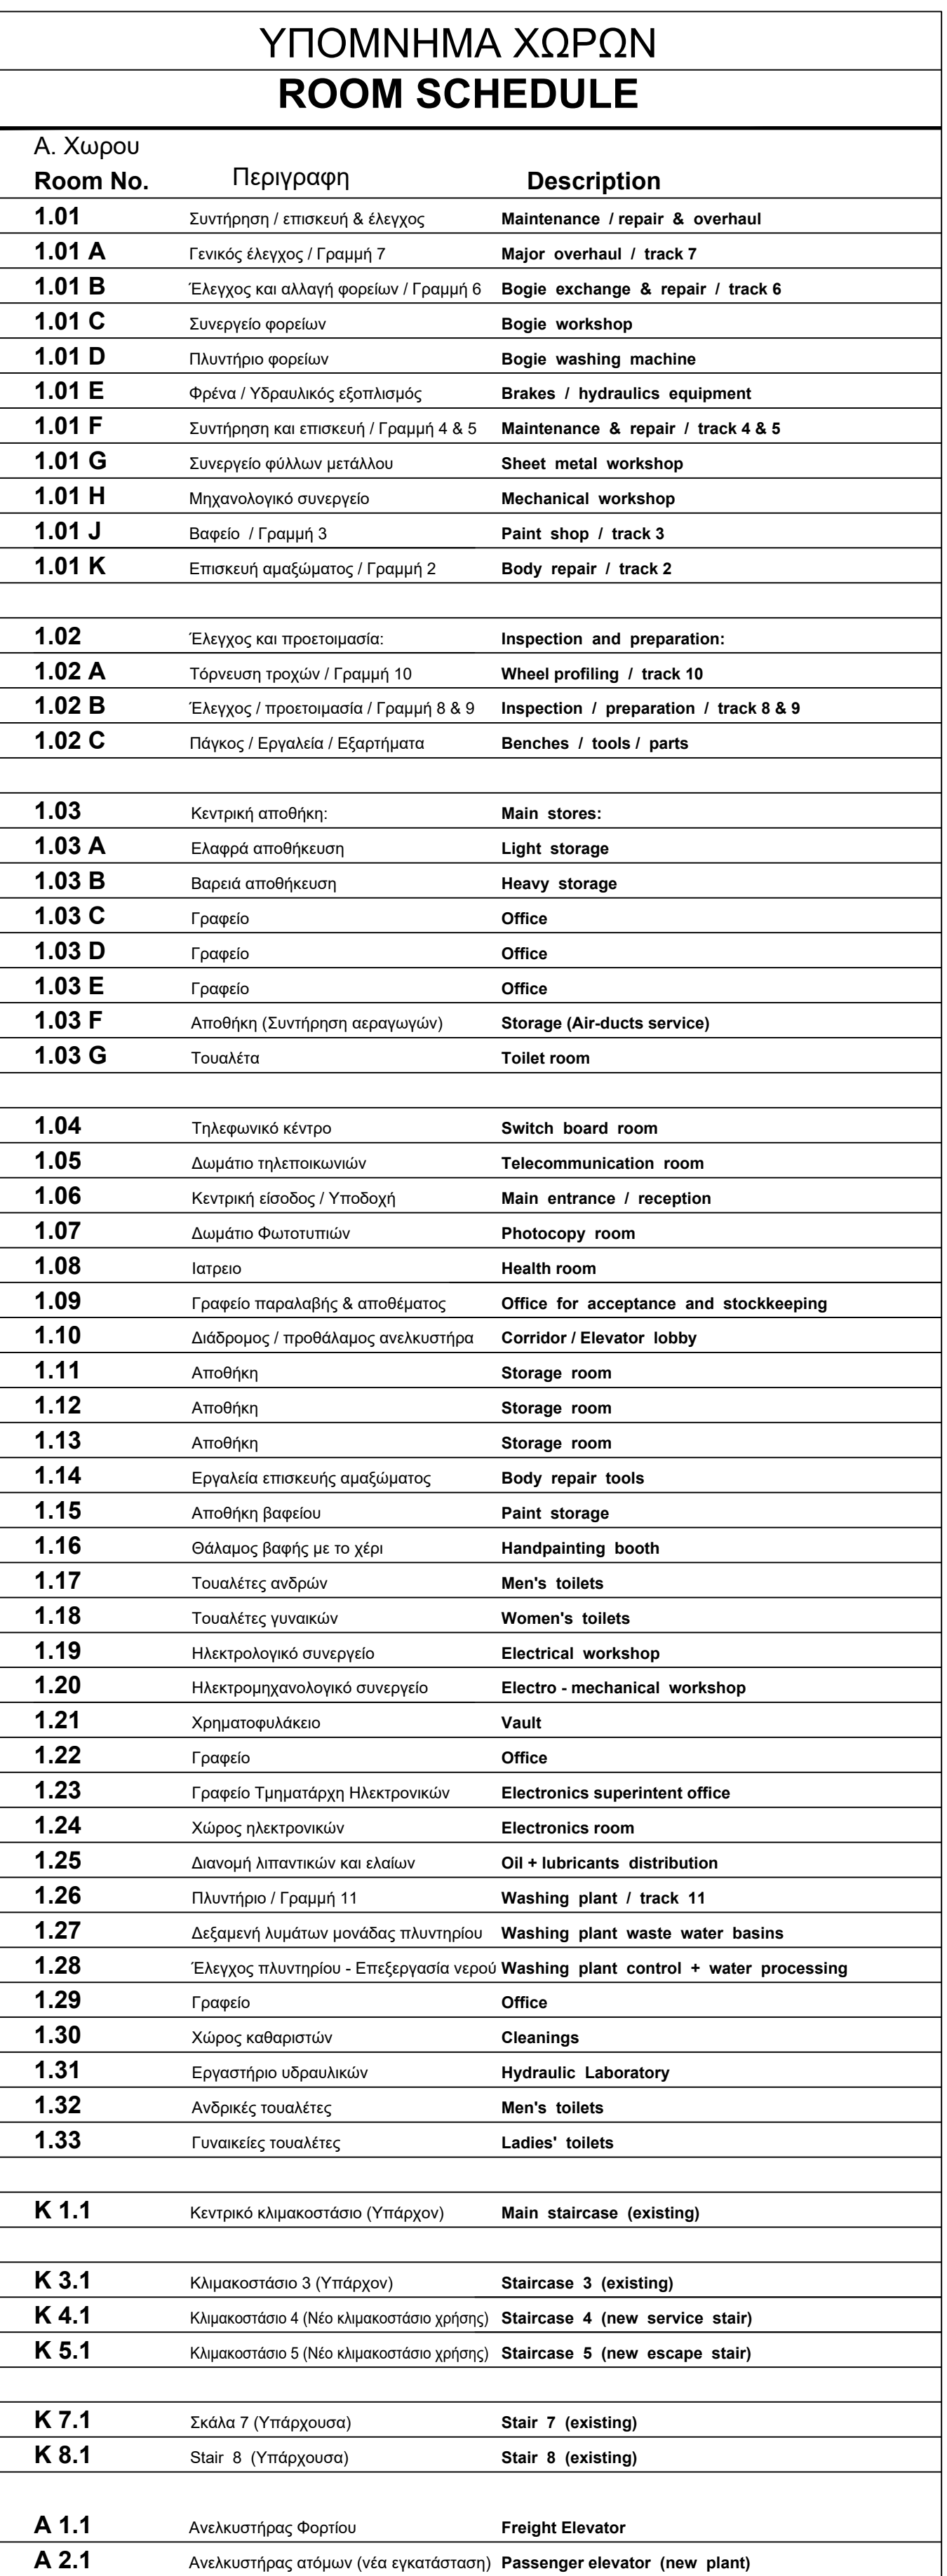 ΥΠΟΜΝΗΜΑ ΧΩΡΩΝ
ROOM SCHEDULE
Α. Χωρου
Room No. Περιγραφη Description
1.01 Συντήρηση / επισκευή & έλεγχος Maintenance / repair & overhaul
1.01 A Γενικός έλεγχος / Γραμμή 7 Major overhaul / track 7
1.01 B Έλεγχος και αλλαγή φορείων / Γραμμή 6 Bogie exchange & repair / track 6
1.01 C Συνεργείο φορείων Bogie workshop
1.01 D Πλυντήριο φορείων Bogie washing machine
1.01 E Φρένα / Υδραυλικός εξοπλισμός Brakes / hydraulics equipment
1.01 F Συντήρηση και επισκευή / Γραμμή 4 & 5 Maintenance & repair / track 4 & 5
1.01 G Συνεργείο φύλλων μετάλλου Sheet metal workshop
1.01 H Μηχανολογικό συνεργείο Mechanical workshop
1.01 J Βαφείο / Γραμμή 3 Paint shop / track 3
1.01 K Επισκευή αμαξώματος / Γραμμή 2 Body repair / track 2
1.02 Έλεγχος και προετοιμασία: Inspection and preparation:
1.02 A Τόρνευση τροχών / Γραμμή 10 Wheel profiling / track 10
1.02 B Έλεγχος / προετοιμασία / Γραμμή 8 & 9 Inspection / preparation / track 8 & 9
1.02 C Πάγκος / Εργαλεία / Εξαρτήματα Benches / tools / parts
1.03 Κεντρική αποθήκη: Main stores:
1.03 A Ελαφρά αποθήκευση Light storage
1.03 B Βαρειά αποθήκευση Heavy storage
1.03 C Γραφείο Office
1.03 D Γραφείο Office
1.03 E Γραφείο Office
1.03 F Αποθήκη (Συντήρηση αεραγωγών) Storage (Air-ducts service)
1.03 G Τουαλέτα Toilet room
1.04 Τηλεφωνικό κέντρο Switch board room
1.05 Δωμάτιο τηλεποικωνιών Telecommunication room
1.06 Κεντρική είσοδος / Υποδοχή Main entrance / reception
1.07 Δωμάτιο Φωτοτυπιών Photocopy room
1.08 Ιατρειο Health room
1.09 Γραφείο παραλαβής & αποθέματος Office for acceptance and stockkeeping
1.10 Διάδρομος / προθάλαμος ανελκυστήρα Corridor / Elevator lobby
1.11 Αποθήκη Storage room
1.12 Αποθήκη Storage room
1.13 Αποθήκη Storage room
1.14 Εργαλεία επισκευής αμαξώματος Body repair tools
1.15 Αποθήκη βαφείου Paint storage
1.16 Θάλαμος βαφής με το χέρι Handpainting booth
1.17 Τουαλέτες ανδρών Men's toilets
1.18 Τουαλέτες γυναικών Women's toilets
1.19 Ηλεκτρολογικό συνεργείο Electrical workshop
1.20 Ηλεκτρομηχανολογικό συνεργείο Electro - mechanical workshop
1.21 Χρηματοφυλάκειο Vault
1.22 Γραφείο Office
1.23 Γραφείο Τμηματάρχη Ηλεκτρονικών Electronics superintent office
1.24 Χώρος ηλεκτρονικών Electronics room
1.25 Διανομή λιπαντικών και ελαίων Oil + lubricants distribution
1.26 Πλυντήριο / Γραμμή 11 Washing plant / track 11
1.27 Δεξαμενή λυμάτων μονάδας πλυντηρίου Washing plant waste water basins
1.28 Έλεγχος πλυντηρίου - Επεξεργασία νερού Washing plant control + water processing
1.29 Γραφείο Office
1.30 Χώρος καθαριστών Cleanings
1.31 Εργαστήριο υδραυλικών Hydraulic Laboratory
1.32 Ανδρικές τουαλέτες Men's toilets
1.33 Γυναικείες τουαλέτες Ladies' toilets
K 1.1 Κεντρικό κλιμακοστάσιο (Υπάρχον) Main staircase (existing)
K 3.1 Κλιμακοστάσιο 3 (Υπάρχον) Staircase 3 (existing)
K 4.1 Κλιμακοστάσιο 4 (Νέο κλιμακοστάσιο χρήσης) Staircase 4 (new service stair)
K 5.1 Κλιμακοστάσιο 5 (Νέο κλιμακοστάσιο χρήσης) Staircase 5 (new escape stair)
K 7.1 Σκάλα 7 (Υπάρχουσα) Stair 7 (existing)
K 8.1 Stair 8 (Υπάρχουσα) Stair 8 (existing)
A 1.1 Ανελκυστήρας Φορτίου Freight Elevator
A 2.1 Ανελκυστήρας ατόμων (νέα εγκατάσταση) Passenger elevator (new plant)